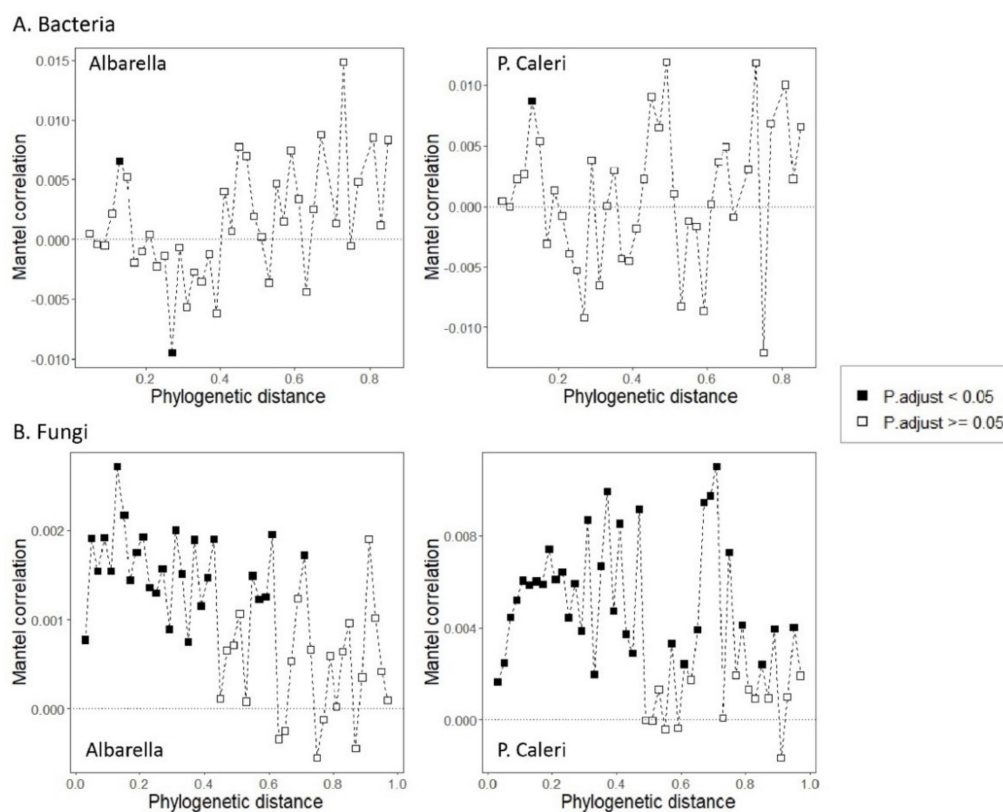 A. Bacteria
Albarella
0.015
0.010
0.005
0.000
-0.005
-0.010
Mantel correlation
0.2 0.4 0.6 0.8
Phylogenetic distance
P. Caleri
0.010
0.005
0.000
-0.005
-0.010
Mantel correlation
0.2 0.4 0.6 0.8
Phylogenetic distance
P.adjust < 0.05
P.adjust >= 0.05
B. Fungi
0.002
0.001
0.000
Mantel correlation
Albarella
0.0 0.2 0.4 0.6 0.8 1.0
Phylogenetic distance
0.008
0.004
0.000
Mantel correlation
P. Caleri
0.0 0.2 0.4 0.6 0.8 1.0
Phylogenetic distance